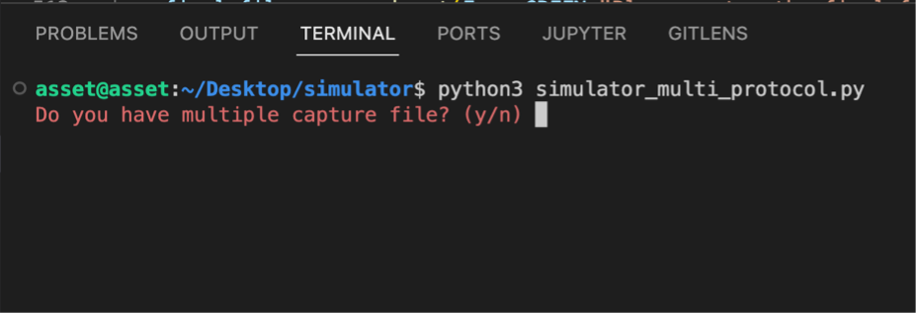 PROBLEMS OUTPUT TERMINAL PORTS JUPYTER GITLENS
asset@asset:~/Desktop/simulator$ python3 simulator_multi_protocol.py
Do you have multiple capture file? (y/n)